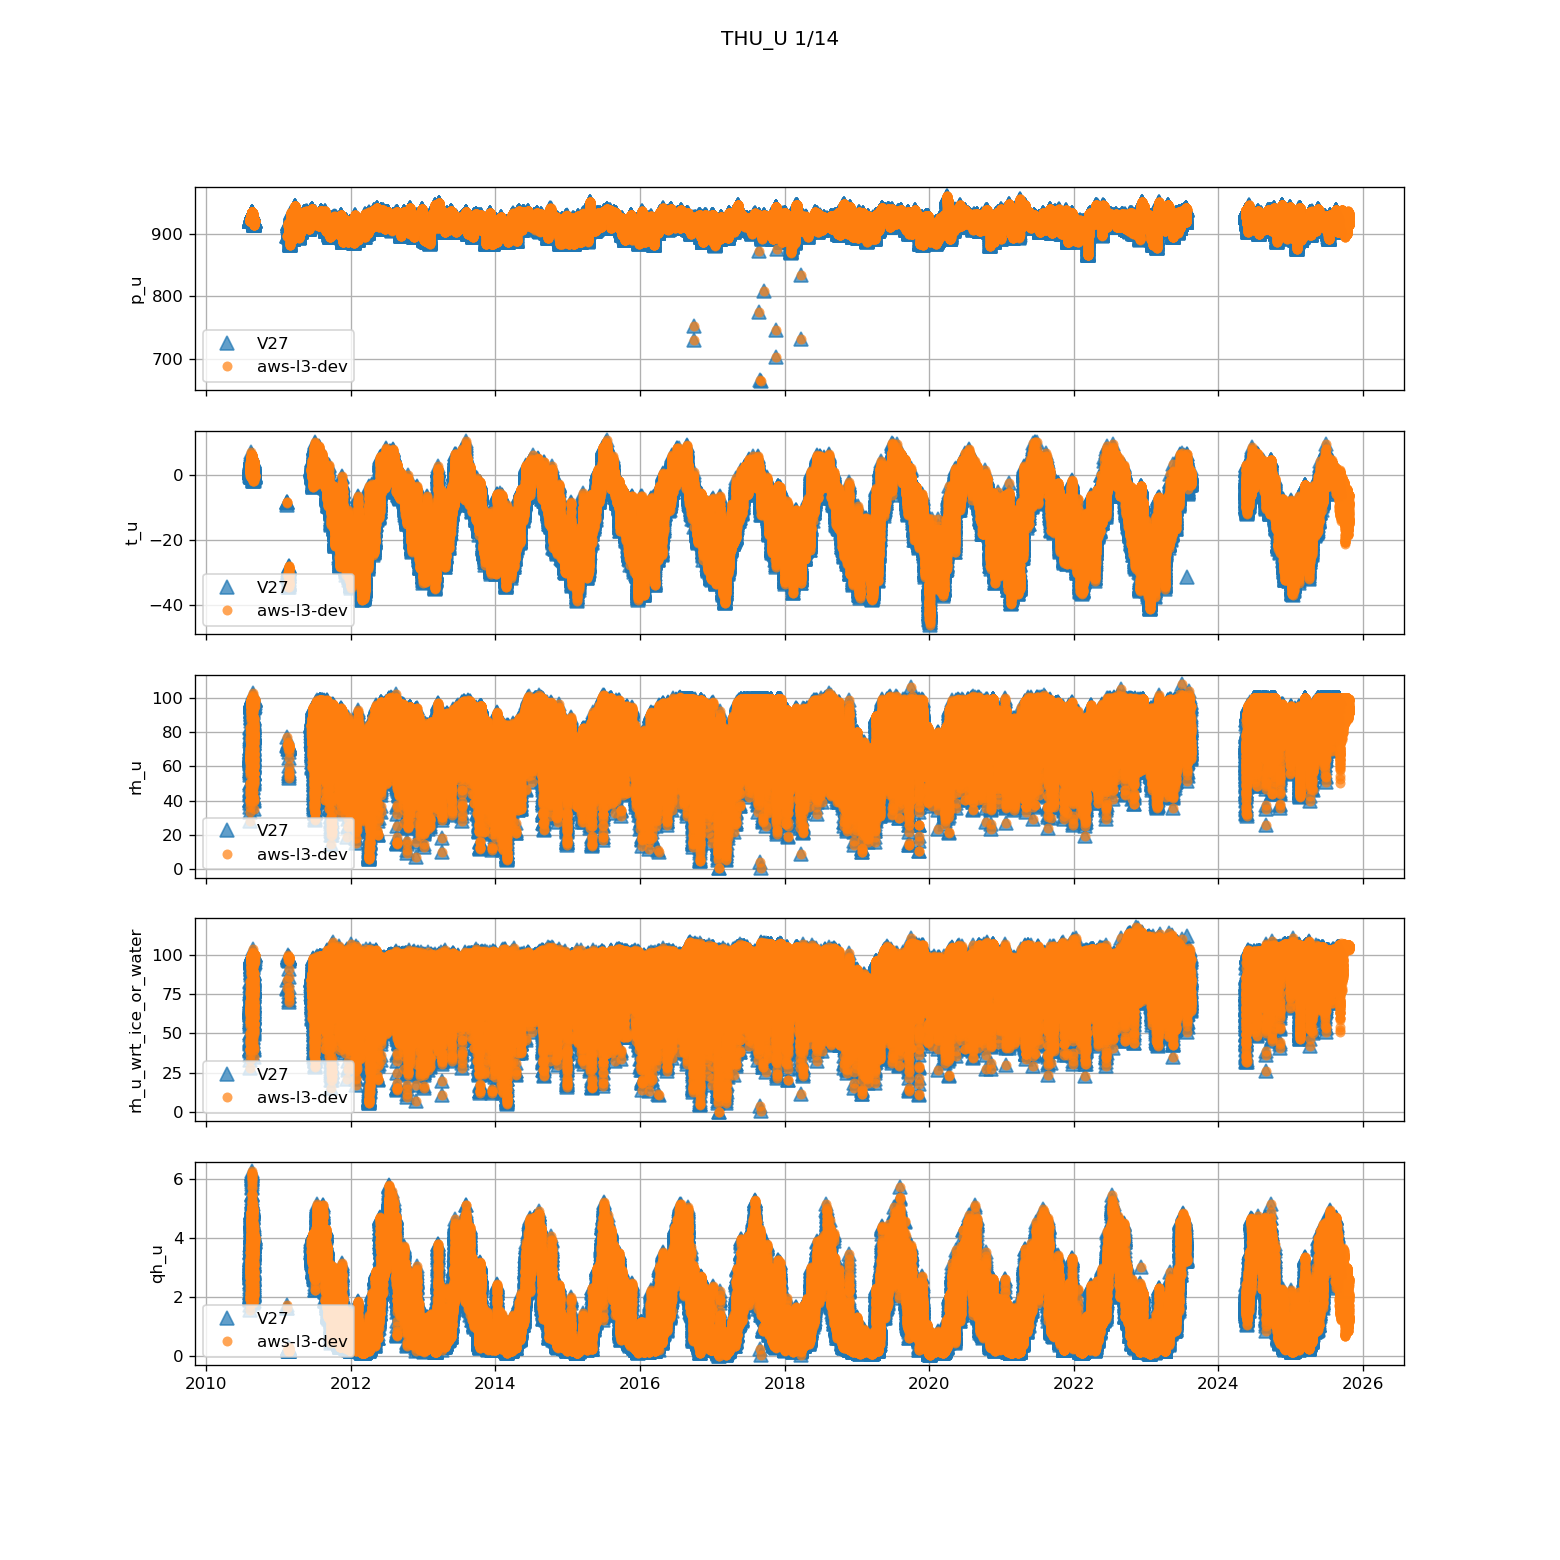 THU_U 1/14
900
800
700
p_u
V27
aws-l3-dev
0
−20
−40
t_u
V27
aws-l3-dev
100
80
60
40
20
0
rh_u
V27
aws-l3-dev
100
75
50
25
0
rh_u_wrt_ice_or_water
V27
aws-l3-dev
6
4
2
0
qh_u
V27
aws-l3-dev
2010 2012 2014 2016 2018 2020 2022 2024 2026